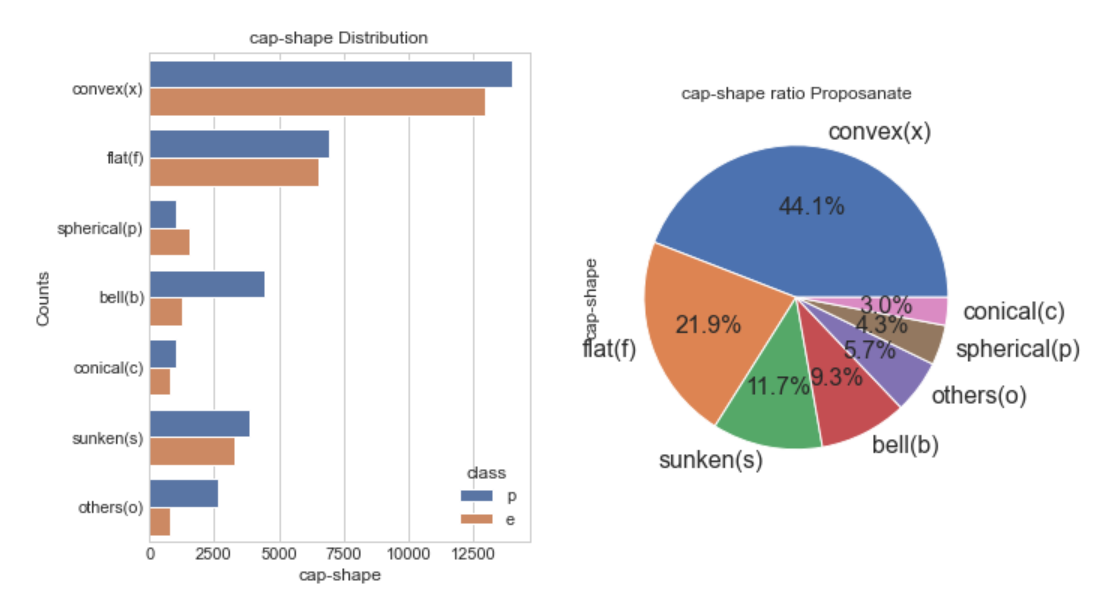 cap-shape Distribution
convex(x)
flat(f)
spherical(p)
bell(b)
conical(c)
sunken(s)
others(o)
Counts
0 2500 5000 7500 10000 12500
cap-shape
class
p
e
cap-shape ratio Proposanate
convex(x)
44.1%
flat(f)
21.9%
sunken(s)
11.7%
bell(b)
9.3%
others(o)
5.7%
spherical(p)
4.3%
conical(c)
3.0%
cap-shape